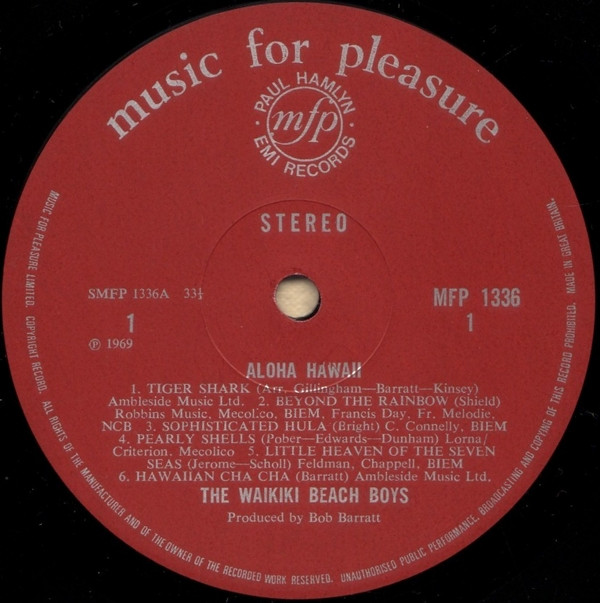 music for pleasure
· PAUL HAMLYN ·
mfp
EMI RECORDS
STEREO
SMFP 1336A 33⅓
MFP 1336
1
1
℗ 1969
ALOHA HAWAII
1. TIGER SHARK (Arr. Gillingham—Barratt—Kinsey)
Ambleside Music Ltd. 2. BEYOND THE RAINBOW (Shield)
Robbins Music, Mecolico, BIEM, Francis Day, Fr. Melodie,
NCB 3. SOPHISTICATED HULA (Bright) C. Connelly, BIEM
4. PEARLY SHELLS (Pober—Edwards—Dunham) Lorna/
Criterion. Mecolico 5. LITTLE HEAVEN OF THE SEVEN
SEAS (Jerome—Scholl) Feldman, Chappell, BIEM
6. HAWAIIAN CHA CHA (Barratt) Ambleside Music Ltd.
THE WAIKIKI BEACH BOYS
Produced by Bob Barratt
MUSIC FOR PLEASURE LIMITED. COPYRIGHT RECORD. ALL RIGHTS OF THE MANUFACTURER AND OF THE OWNER OF THE RECORDED WORK RESERVED. UNAUTHORISED PUBLIC PERFORMANCE, BROADCASTING AND COPYING OF THIS RECORD PROHIBITED. MADE IN GREAT BRITAIN.